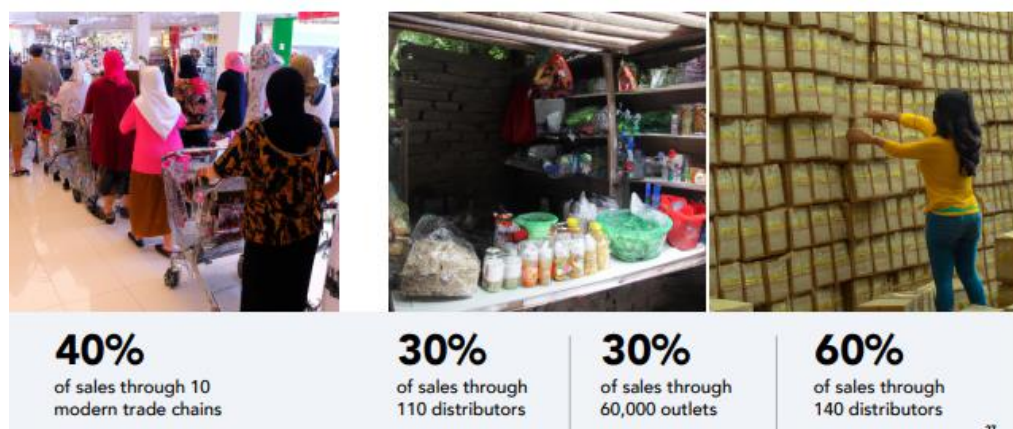 40%
of sales through 10
modern trade chains
30%
of sales through
110 distributors
30%
of sales through
60,000 outlets
60%
of sales through
140 distributors